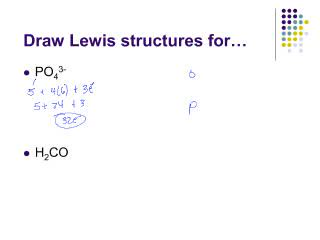 Draw Lewis structures for…
PO₄³⁻
5 + 4(6) + 3e⁻
5 + 24 + 3
32e⁻
O
P
H₂CO